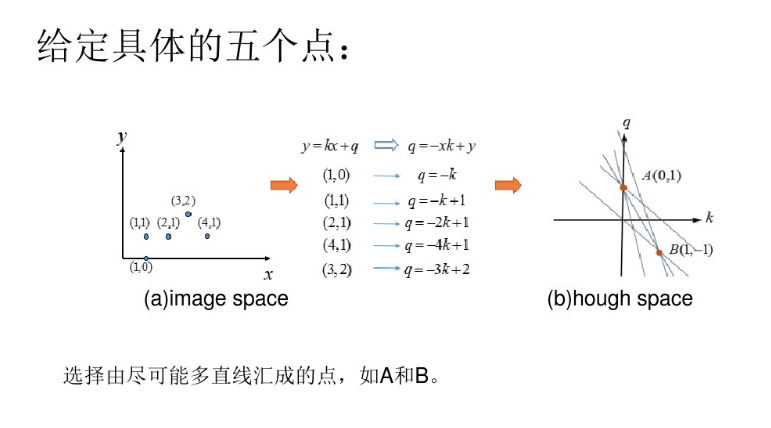 给定具体的五个点：
y
(3,2)
(1,1) (2,1) (4,1)
(1,0)
x
(a)image space
y=kx+q q=-xk+y
(1,0) q=-k
(1,1) q=-k+1
(2,1) q=-2k+1
(4,1) q=-4k+1
(3,2) q=-3k+2
q
A(0,1)
k
B(1,-1)
(b)hough space
选择由尽可能多直线汇成的点，如A和B。